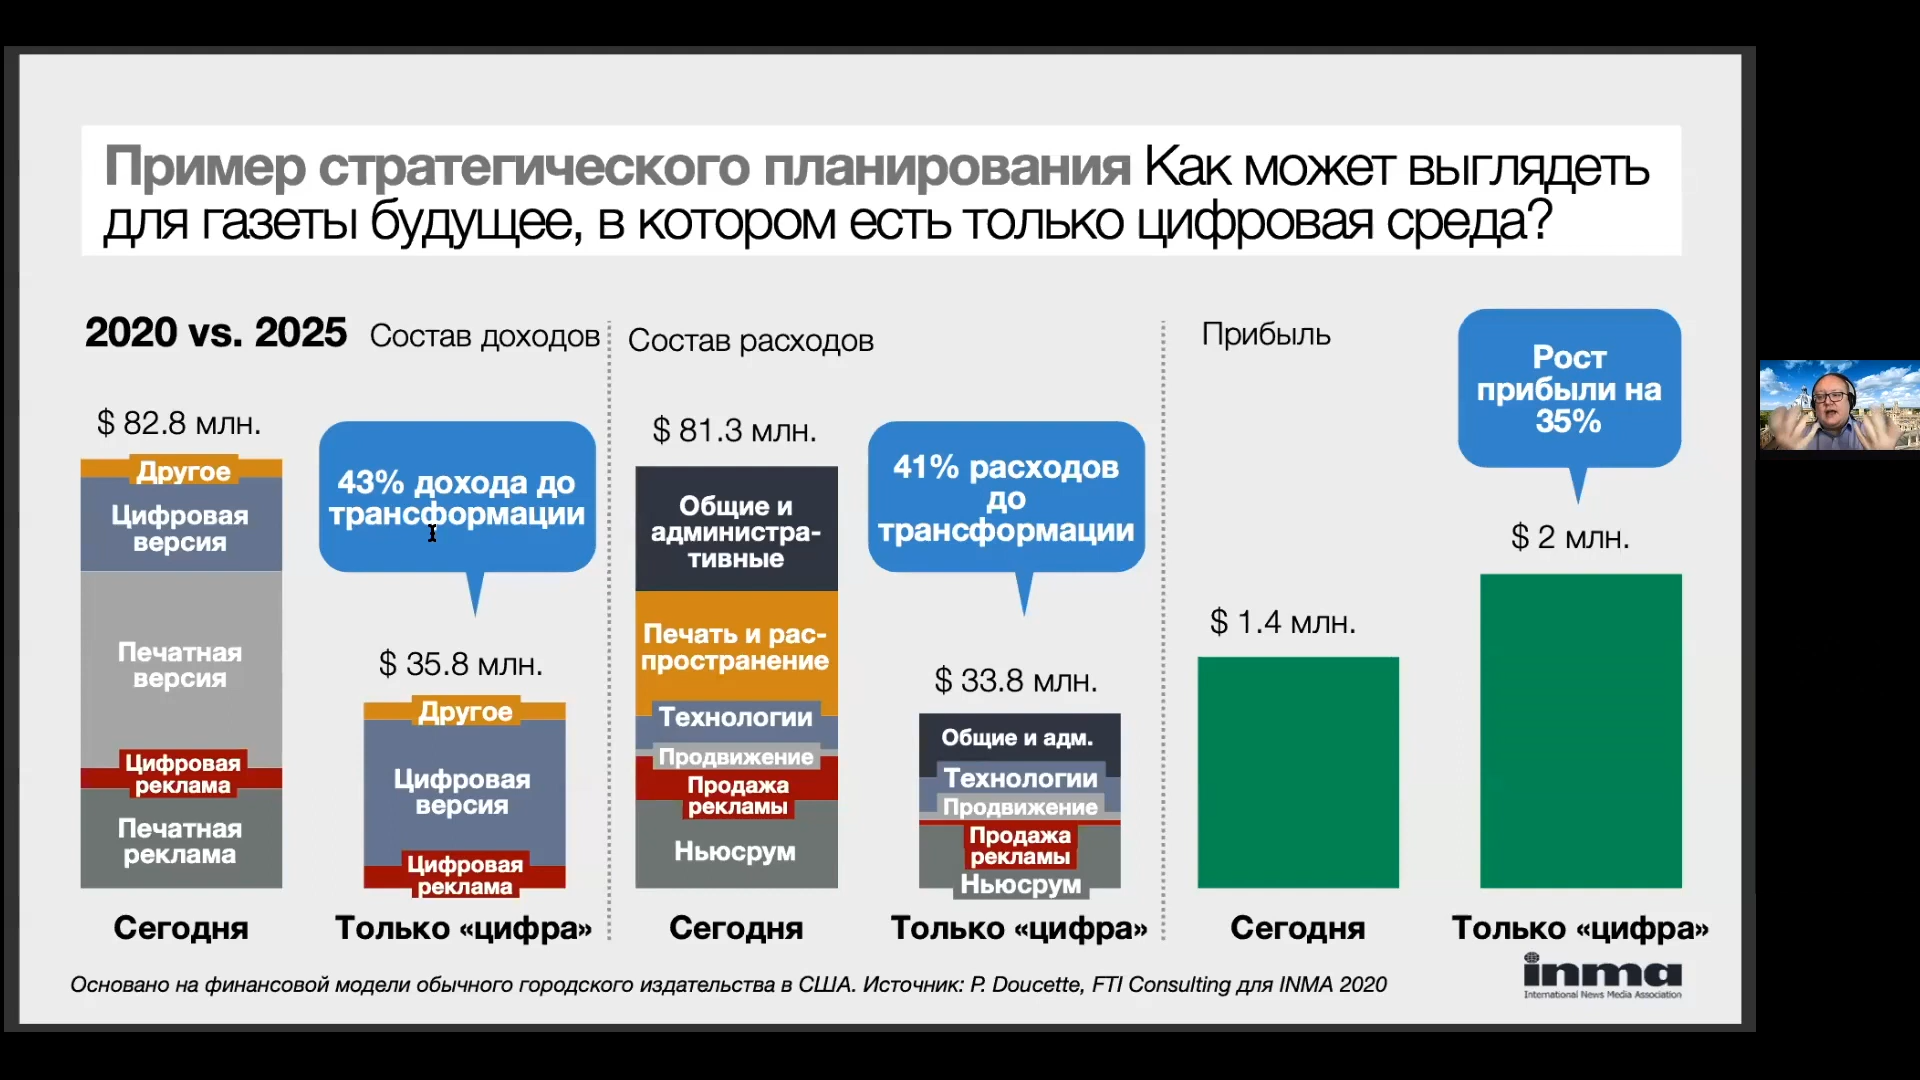 Пример стратегического планирования Как может выглядеть
для газеты будущее, в котором есть только цифровая среда?
2020 vs. 2025
Состав доходов
$ 82.8 млн.
Другое
Цифровая
версия
Печатная
версия
Цифровая
реклама
Печатная
реклама
Сегодня
43% дохода до
трансформации
$ 35.8 млн.
Другое
Цифровая
версия
Цифровая
реклама
Только «цифра»
Состав расходов
$ 81.3 млн.
Общие и
администра-
тивные
Печать и рас-
пространение
Технологии
Продвижение
Продажа
рекламы
Ньюсрум
Сегодня
41% расходов
до
трансформации
$ 33.8 млн.
Общие и адм.
Технологии
Продвижение
Продажа
рекламы
Ньюсрум
Только «цифра»
Прибыль
$ 1.4 млн.
Сегодня
Рост
прибыли на
35%
$ 2 млн.
Только «цифра»
Основано на финансовой модели обычного городского издательства в США. Источник: P. Doucette, FTI Consulting для INMA 2020
inma
International News Media Association